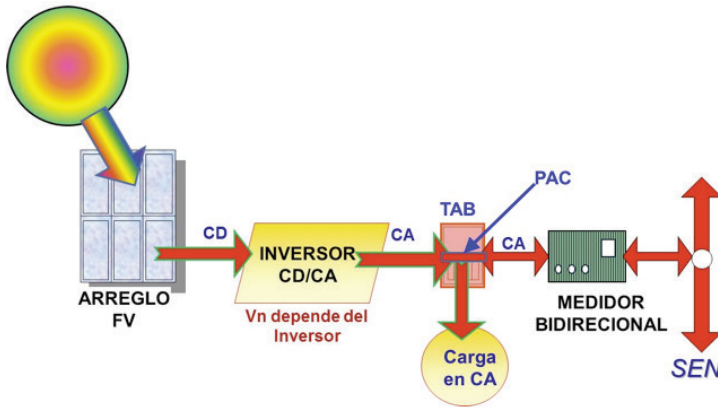 PAC
TAB
CD
CA
CA
INVERSOR
CD/CA
ARREGLO
FV
Vn depende del
Inversor
MEDIDOR
BIDIRECIONAL
Carga
en CA
SEN